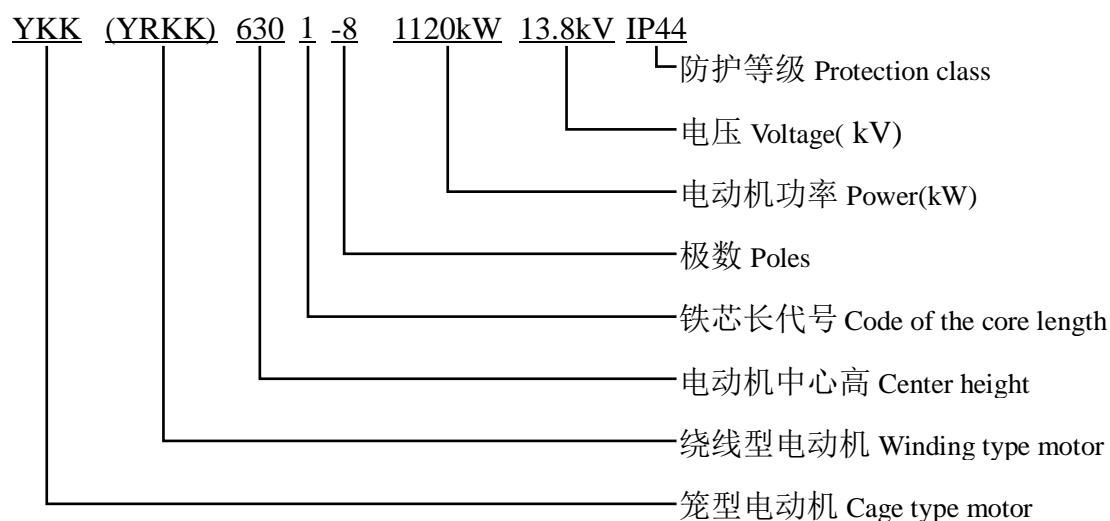 YKK (YRKK) 630 1 -8 1120kW 13.8kV IP44
防护等级 Protection class
电压 Voltage( kV)
电动机功率 Power(kW)
极数 Poles
铁芯长代号 Code of the core length
电动机中心高 Center height
绕线型电动机 Winding type motor
笼型电动机 Cage type motor